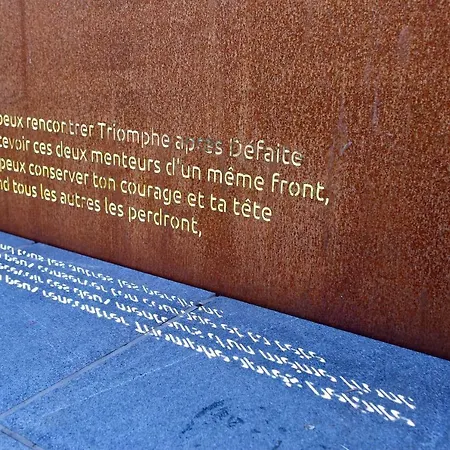 peux rencontrer Triomphe après Défaite
cevoir ces deux menteurs d'un même front,
peux conserver ton courage et ta tête
nd tous les autres les perdront,